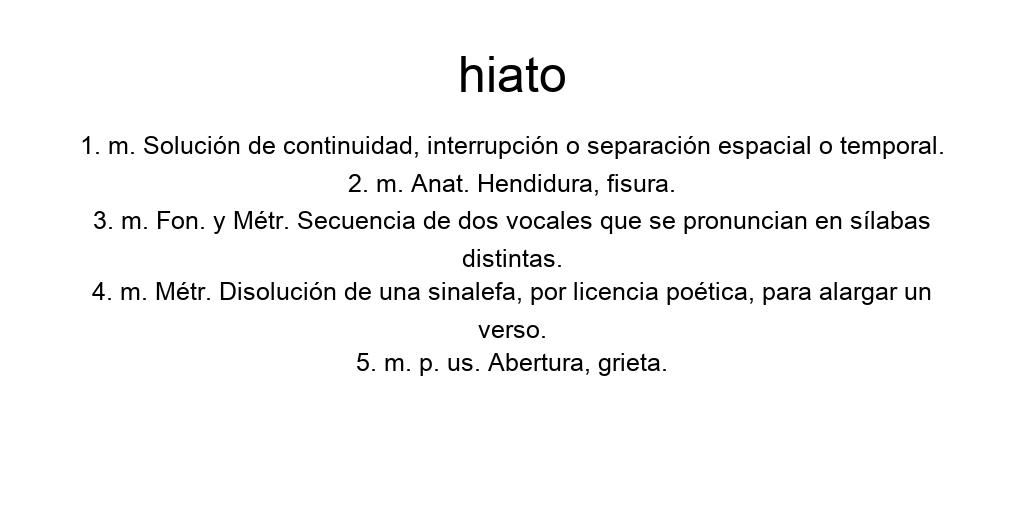 hiato
1. m. Solución de continuidad, interrupción o separación espacial o temporal.
2. m. Anat. Hendidura, fisura.
3. m. Fon. y Métr. Secuencia de dos vocales que se pronuncian en sílabas
distintas.
4. m. Métr. Disolución de una sinalefa, por licencia poética, para alargar un
verso.
5. m. p. us. Abertura, grieta.